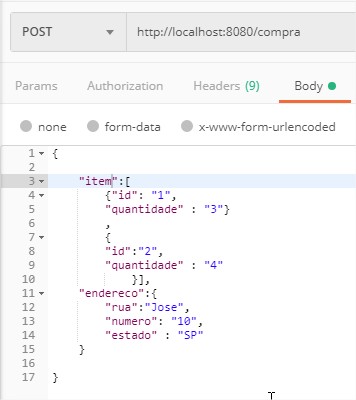 POST http://localhost:8080/compra
Params Authorization Headers (9) Body
none form-data x-www-form-urlencoded
1 {
2
3 "item":[
4 {"id": "1",
5 "quantidade" : "3"}
6 ,
7 {
8 "id":"2",
9 "quantidade" : "4"
10 }],
11 "endereco":{
12 "rua":"Jose",
13 "numero": "10",
14 "estado" : "SP"
15 }
16
17 }